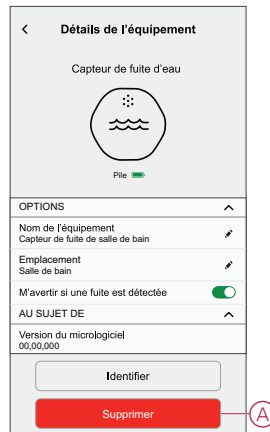 Détails de l'équipement
Capteur de fuite d'eau
Pile
OPTIONS
Nom de l'équipement
Capteur de fuite de salle de bain
Emplacement
Salle de bain
M'avertir si une fuite est détectée
AU SUJET DE
Version du micrologiciel
00,00,000
Identifier
Supprimer
A